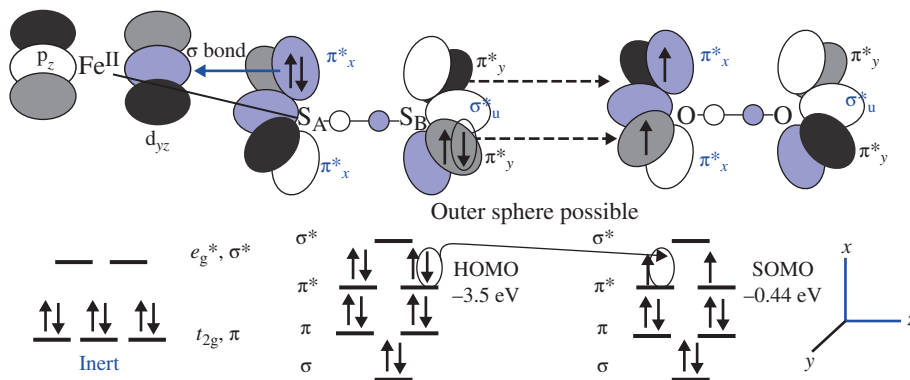 p_z Fe^II
σ bond
d_yz
π*_x
S_A
S_B
π*_x
π*_y
σ*_u
π*_y
π*_x
O
O
π*_x
π*_y
σ*_u
π*_y
Outer sphere possible
e_g*, σ*
t_2g, π
Inert
σ*
π*
π
σ
HOMO
–3.5 eV
σ*
π*
π
σ
SOMO
–0.44 eV
x
y
z